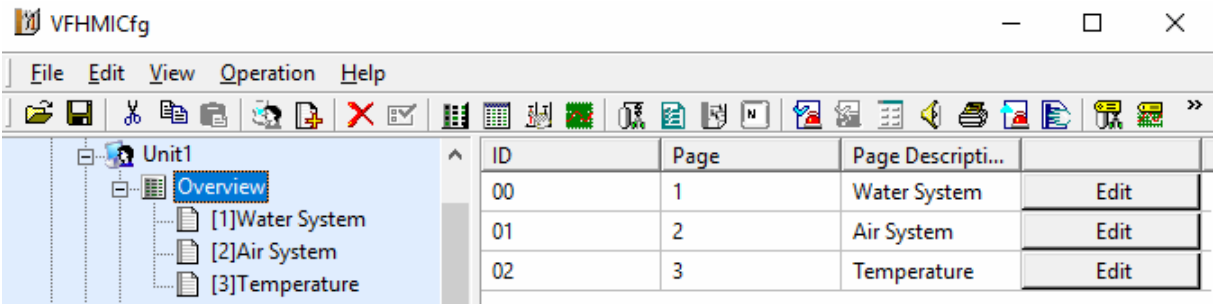 VFHMICfg
File Edit View Operation Help
N »
Unit1
Overview
[1]Water System
[2]Air System
[3]Temperature
ID Page Page Descripti...
00 1 Water System Edit
01 2 Air System Edit
02 3 Temperature Edit